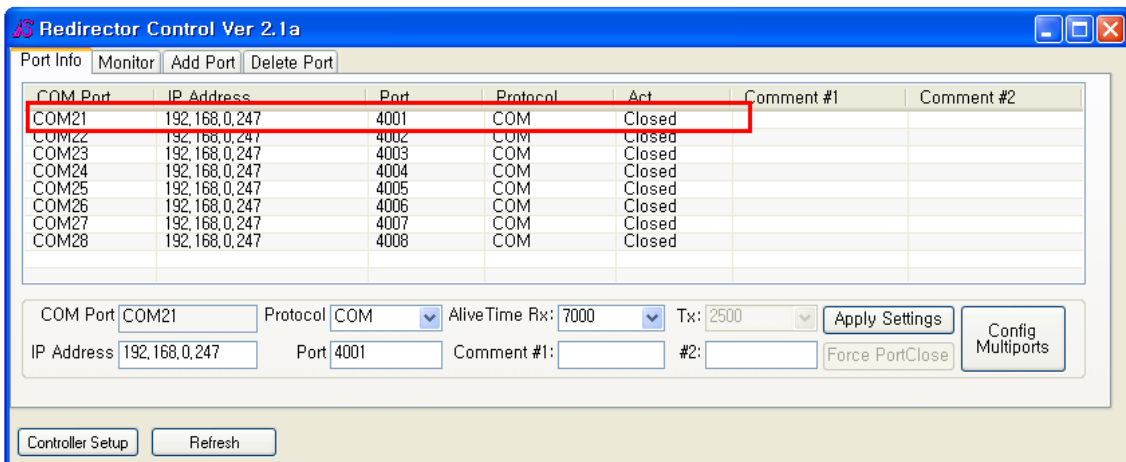 Redirector Control Ver 2.1a
Port Info Monitor Add Port Delete Port
COM Port IP Address Port Protocol Act Comment #1 Comment #2
COM21 192,168,0,247 4001 COM Closed
COM22 192,168,0,247 4002 COM Closed
COM23 192,168,0,247 4003 COM Closed
COM24 192,168,0,247 4004 COM Closed
COM25 192,168,0,247 4005 COM Closed
COM26 192,168,0,247 4006 COM Closed
COM27 192,168,0,247 4007 COM Closed
COM28 192,168,0,247 4008 COM Closed
COM Port COM21 Protocol COM AliveTime Rx: 7000 Tx: 2500 Apply Settings
IP Address 192,168,0,247 Port 4001 Comment #1: #2: Force PortClose
Config
Multiports
Controller Setup Refresh